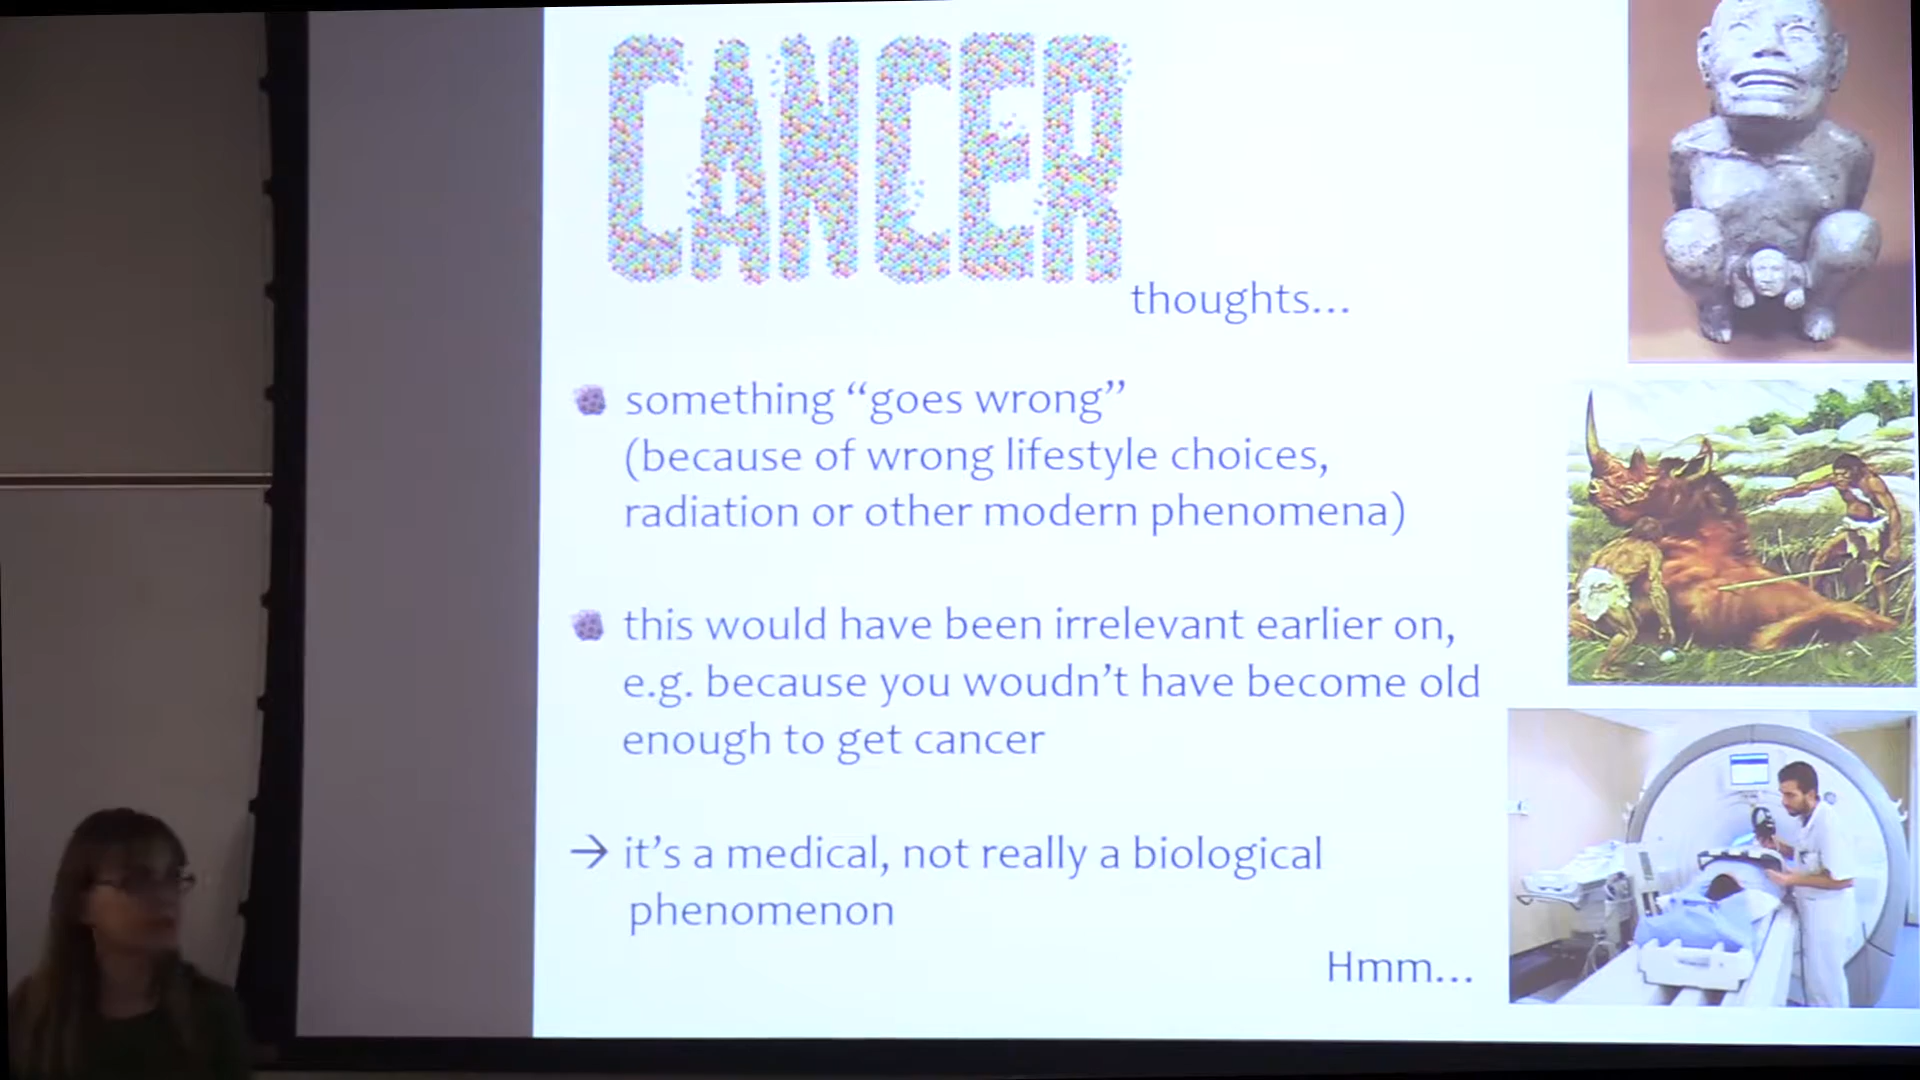 CANCER
thoughts...
something “goes wrong”
(because of wrong lifestyle choices,
radiation or other modern phenomena)
this would have been irrelevant earlier on,
e.g. because you woudn’t have become old
enough to get cancer
→ it’s a medical, not really a biological
phenomenon
Hmm...